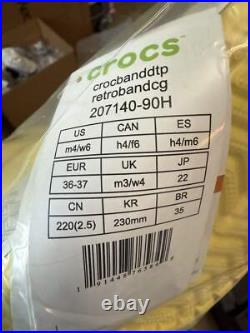 crocs™
crocbanddtp
retrobandcg
207140-90H
US CAN ES
m4/w6 h4/f6 h4/m6
EUR UK JP
36-37 m3/w4 22
CN KR BR
220(2.5) 230mm 35